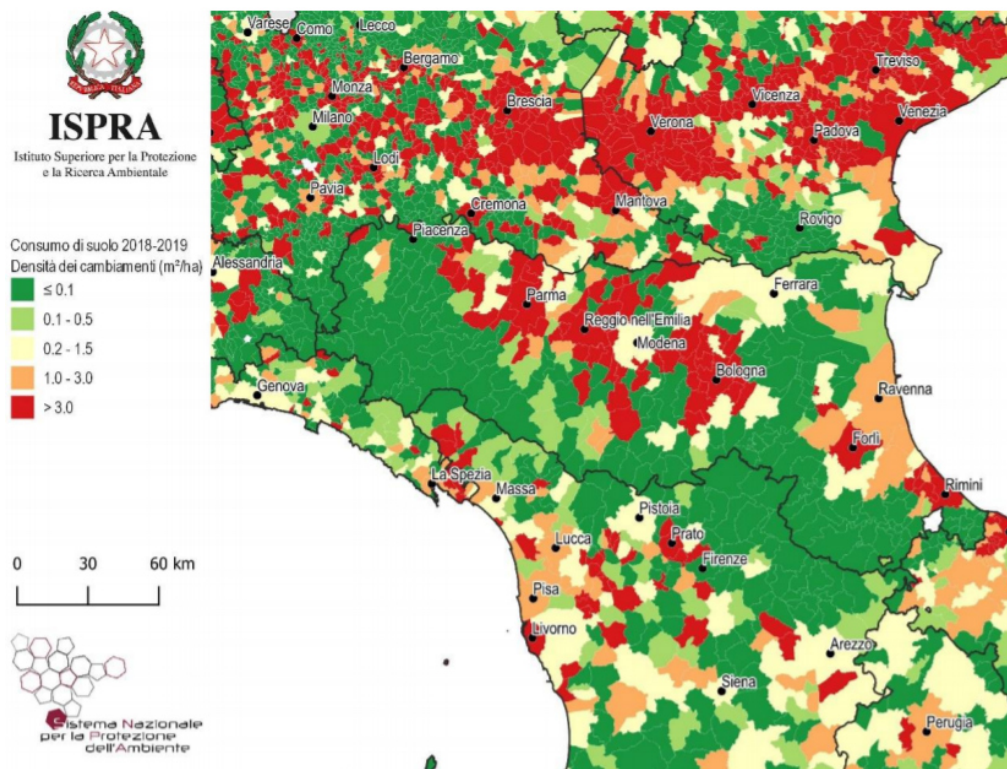 REPVBBLICA ITALIANA
ISPRA
Istituto Superiore per la Protezione
e la Ricerca Ambientale
Consumo di suolo 2018-2019
Densità dei cambiamenti (m²/ha)
≤ 0.1
0.1 - 0.5
0.2 - 1.5
1.0 - 3.0
> 3.0
0 30 60 km
Sistema Nazionale
per la Protezione
dell'Ambiente
Varese
Como
Lecco
Bergamo
Monza
Milano
Brescia
Treviso
Vicenza
Venezia
Verona
Padova
Lodi
Pavia
Cremona
Mantova
Rovigo
Piacenza
Alessandria
Parma
Ferrara
Reggio nell'Emilia
Modena
Bologna
Genova
Ravenna
Forlì
La Spezia
Massa
Rimini
Pistoia
Prato
Lucca
Firenze
Pisa
Livorno
Arezzo
Siena
Perugia